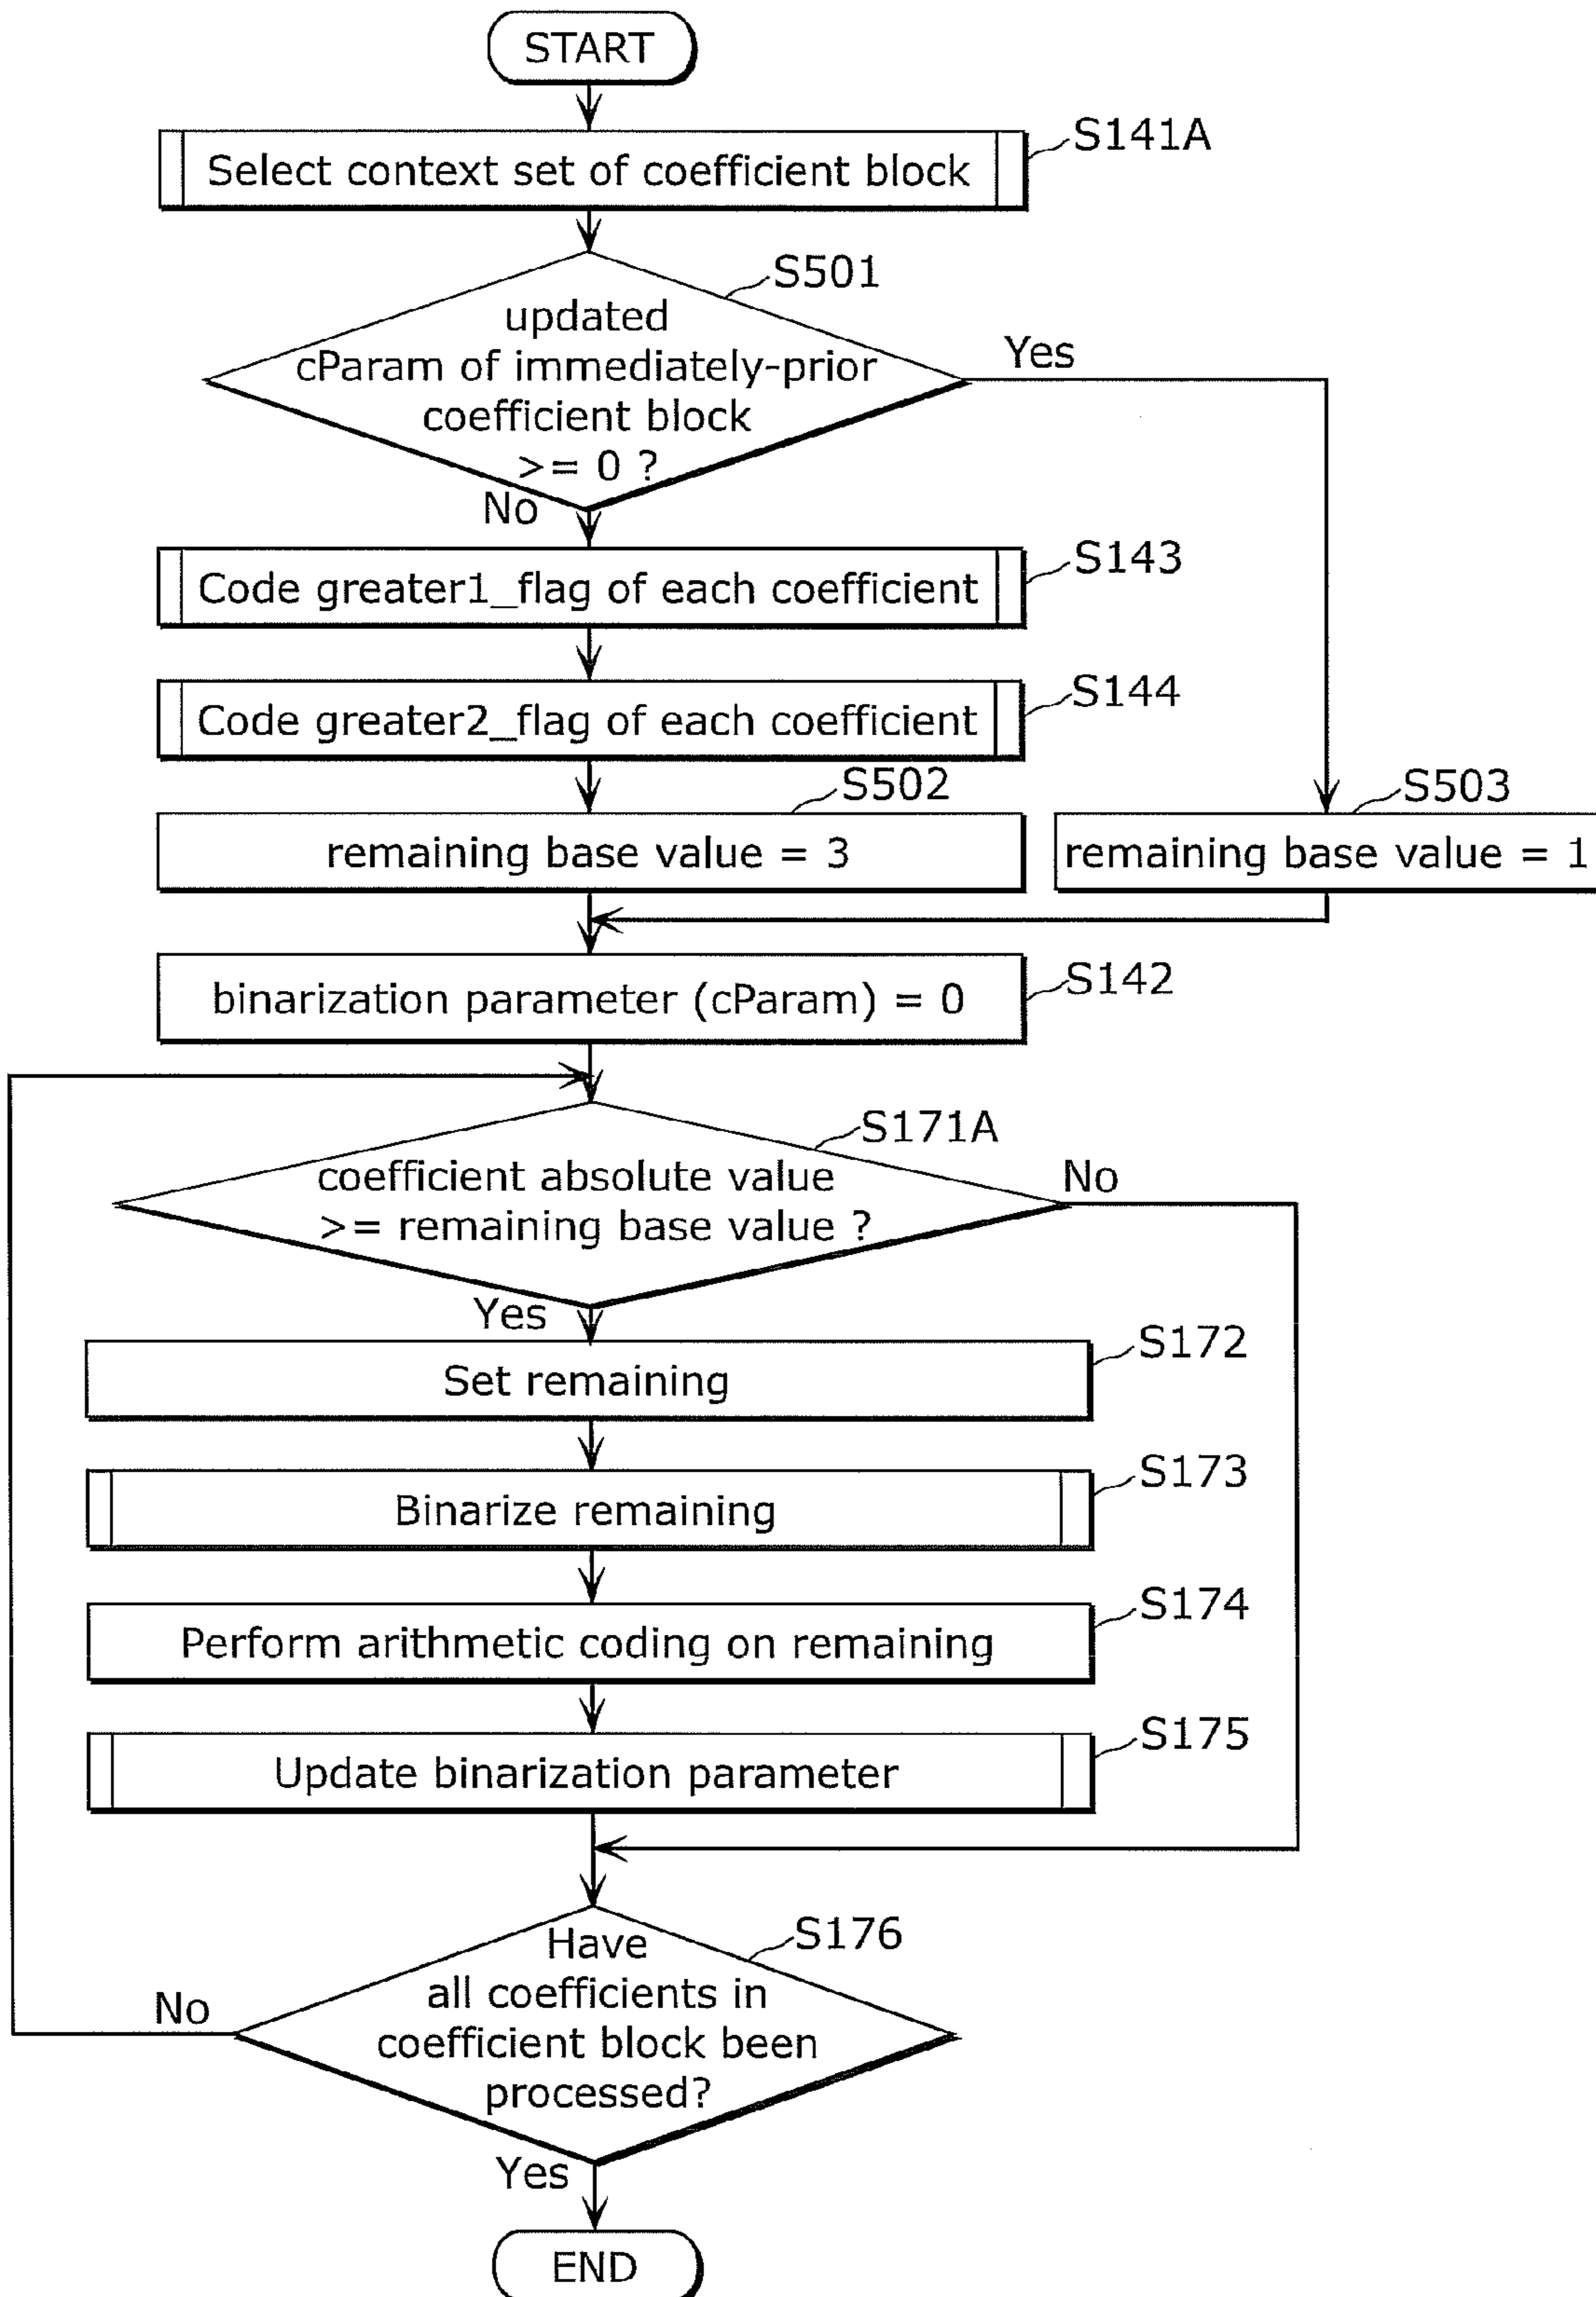 START
Select context set of coefficient block
S141A
S501
updated
cParam of immediately-prior
coefficient block
>= 0 ?
Yes
No
Code greater1_flag of each coefficient
S143
Code greater2_flag of each coefficient
S144
S502
S503
remaining base value = 3
remaining base value = 1
binarization parameter (cParam) = 0
S142
S171A
coefficient absolute value
>= remaining base value ?
No
Yes
Set remaining
S172
Binarize remaining
S173
Perform arithmetic coding on remaining
S174
Update binarization parameter
S175
S176
Have
all coefficients in
coefficient block been
processed?
No
Yes
END